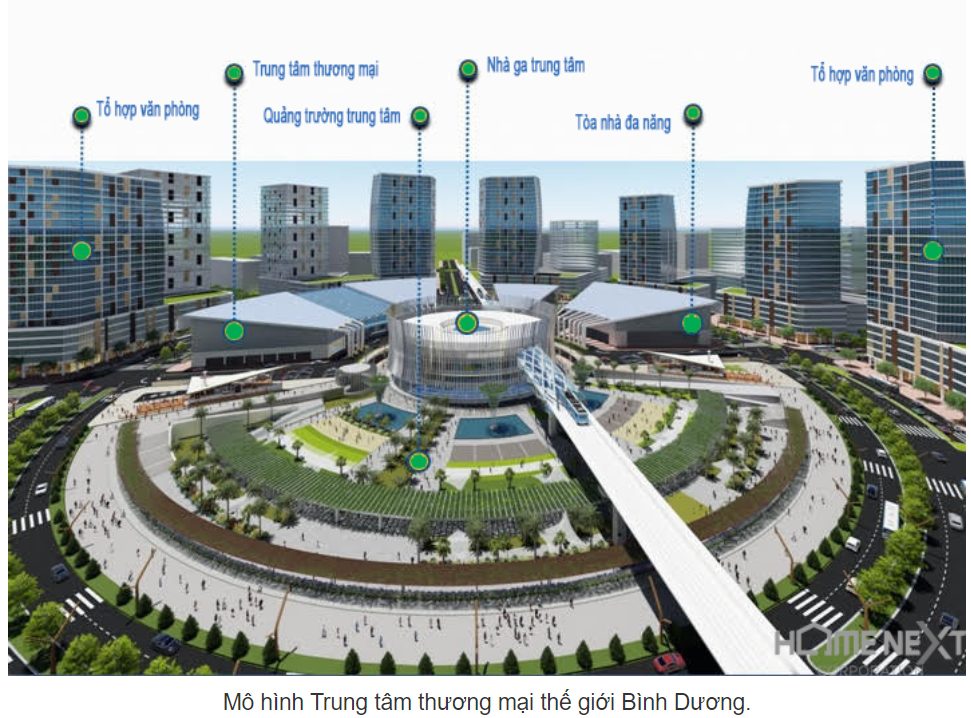 Nhà ga trung tâm
Trung tâm thương mại
Tổ hợp văn phòng
Tổ hợp văn phòng
Quảng trường trung tâm
Tòa nhà đa năng
HOMENEXT
CORPORATION
Mô hình Trung tâm thương mại thế giới Bình Dương.